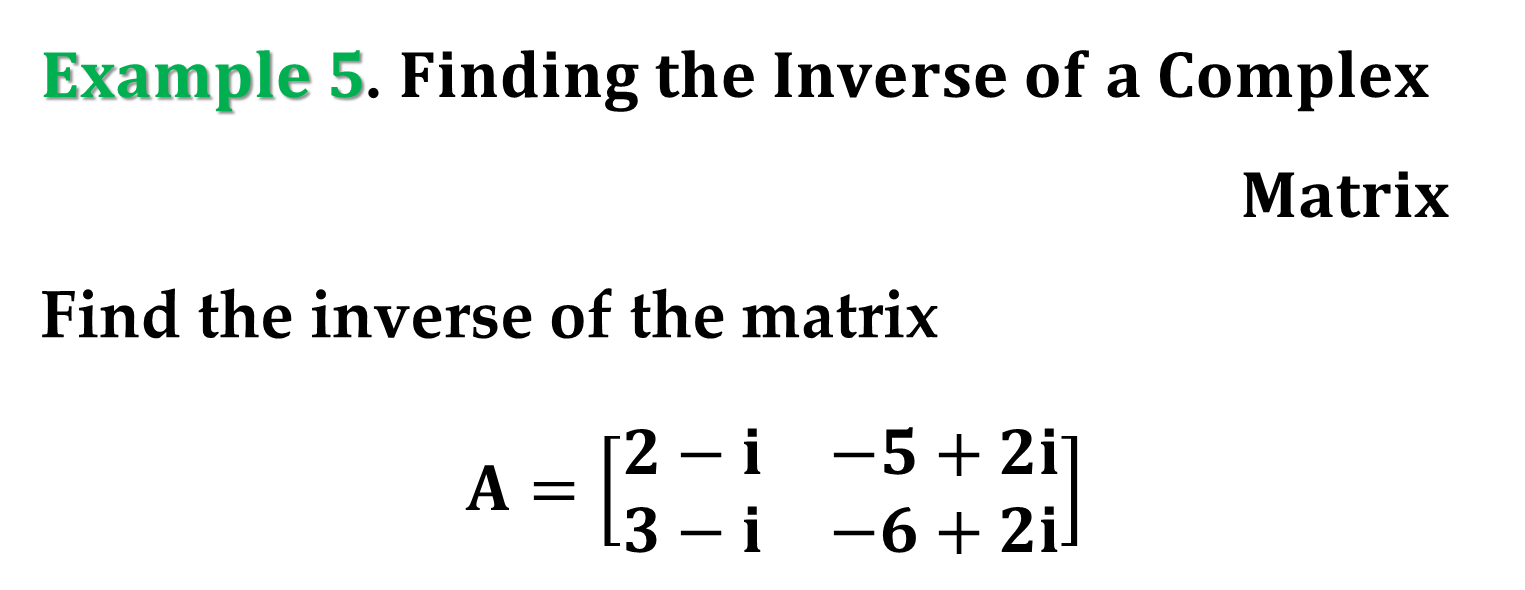 Example 5. Finding the Inverse of a Complex
Matrix
Find the inverse of the matrix
A = [2 − i −5 + 2i
3 − i −6 + 2i]